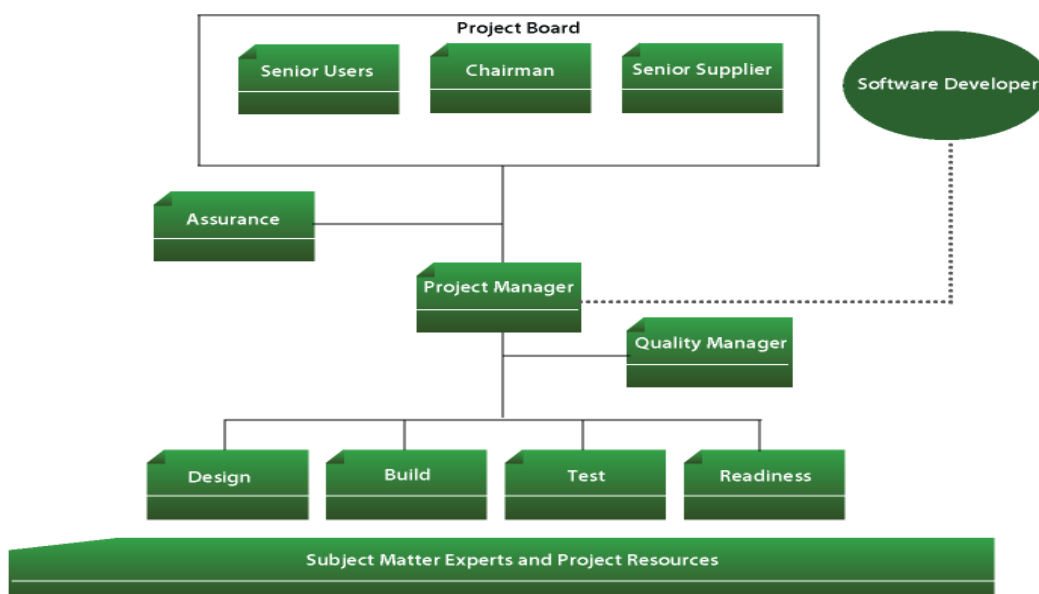 Project Board
Senior Users
Chairman
Senior Supplier
Software Developer
Assurance
Project Manager
Quality Manager
Design
Build
Test
Readiness
Subject Matter Experts and Project Resources